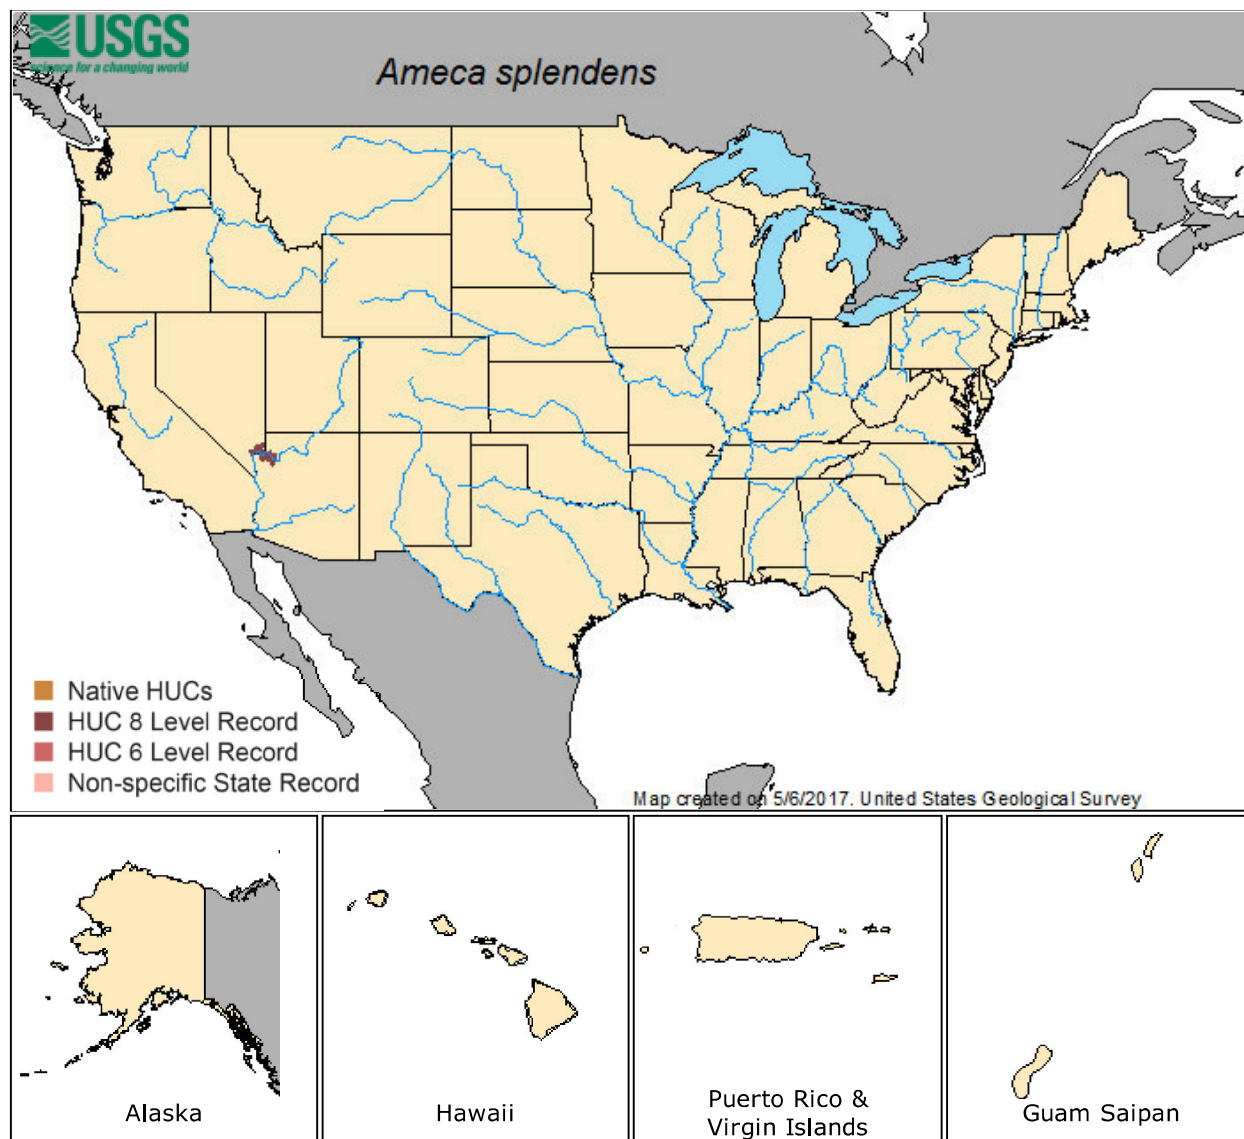 USGS
science for a changing world
Ameca splendens
Native HUCs
HUC 8 Level Record
HUC 6 Level Record
Non-specific State Record
Map created on 5/6/2017. United States Geological Survey
Alaska
Hawaii
Puerto Rico &
Virgin Islands
Guam Saipan